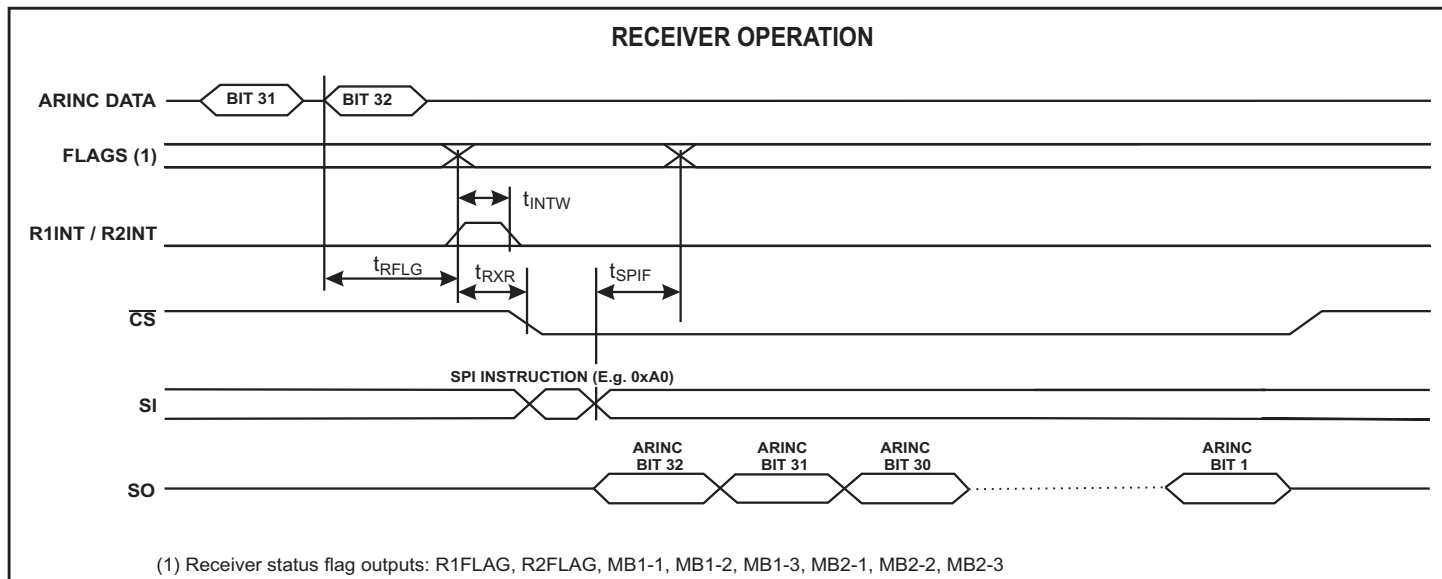 RECEIVER OPERATION
ARINC DATA
BIT 31
BIT 32
FLAGS (1)
tINTW
R1INT / R2INT
tRFLG
tRXR
tSPIF
CS
SPI INSTRUCTION (E.g. 0xA0)
SI
ARINC
BIT 32
ARINC
BIT 31
ARINC
BIT 30
ARINC
BIT 1
SO
(1) Receiver status flag outputs: R1FLAG, R2FLAG, MB1-1, MB1-2, MB1-3, MB2-1, MB2-2, MB2-3